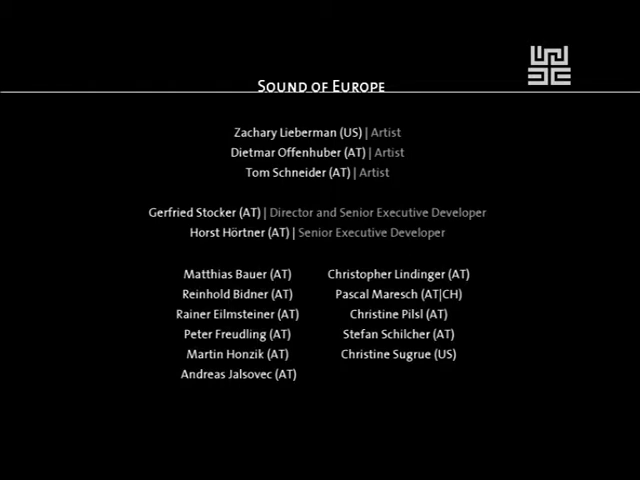 Sound of Europe
Zachary Lieberman (US) | Artist
Dietmar Offenhuber (AT) | Artist
Tom Schneider (AT) | Artist
Gerfried Stocker (AT) | Director and Senior Executive Developer
Horst Hörtner (AT) | Senior Executive Developer
Matthias Bauer (AT)
Reinhold Bidner (AT)
Rainer Eilmsteiner (AT)
Peter Freudling (AT)
Martin Honzik (AT)
Andreas Jalsovec (AT)
Christopher Lindinger (AT)
Pascal Maresch (AT|CH)
Christine Pilsl (AT)
Stefan Schilcher (AT)
Christine Sugrue (US)